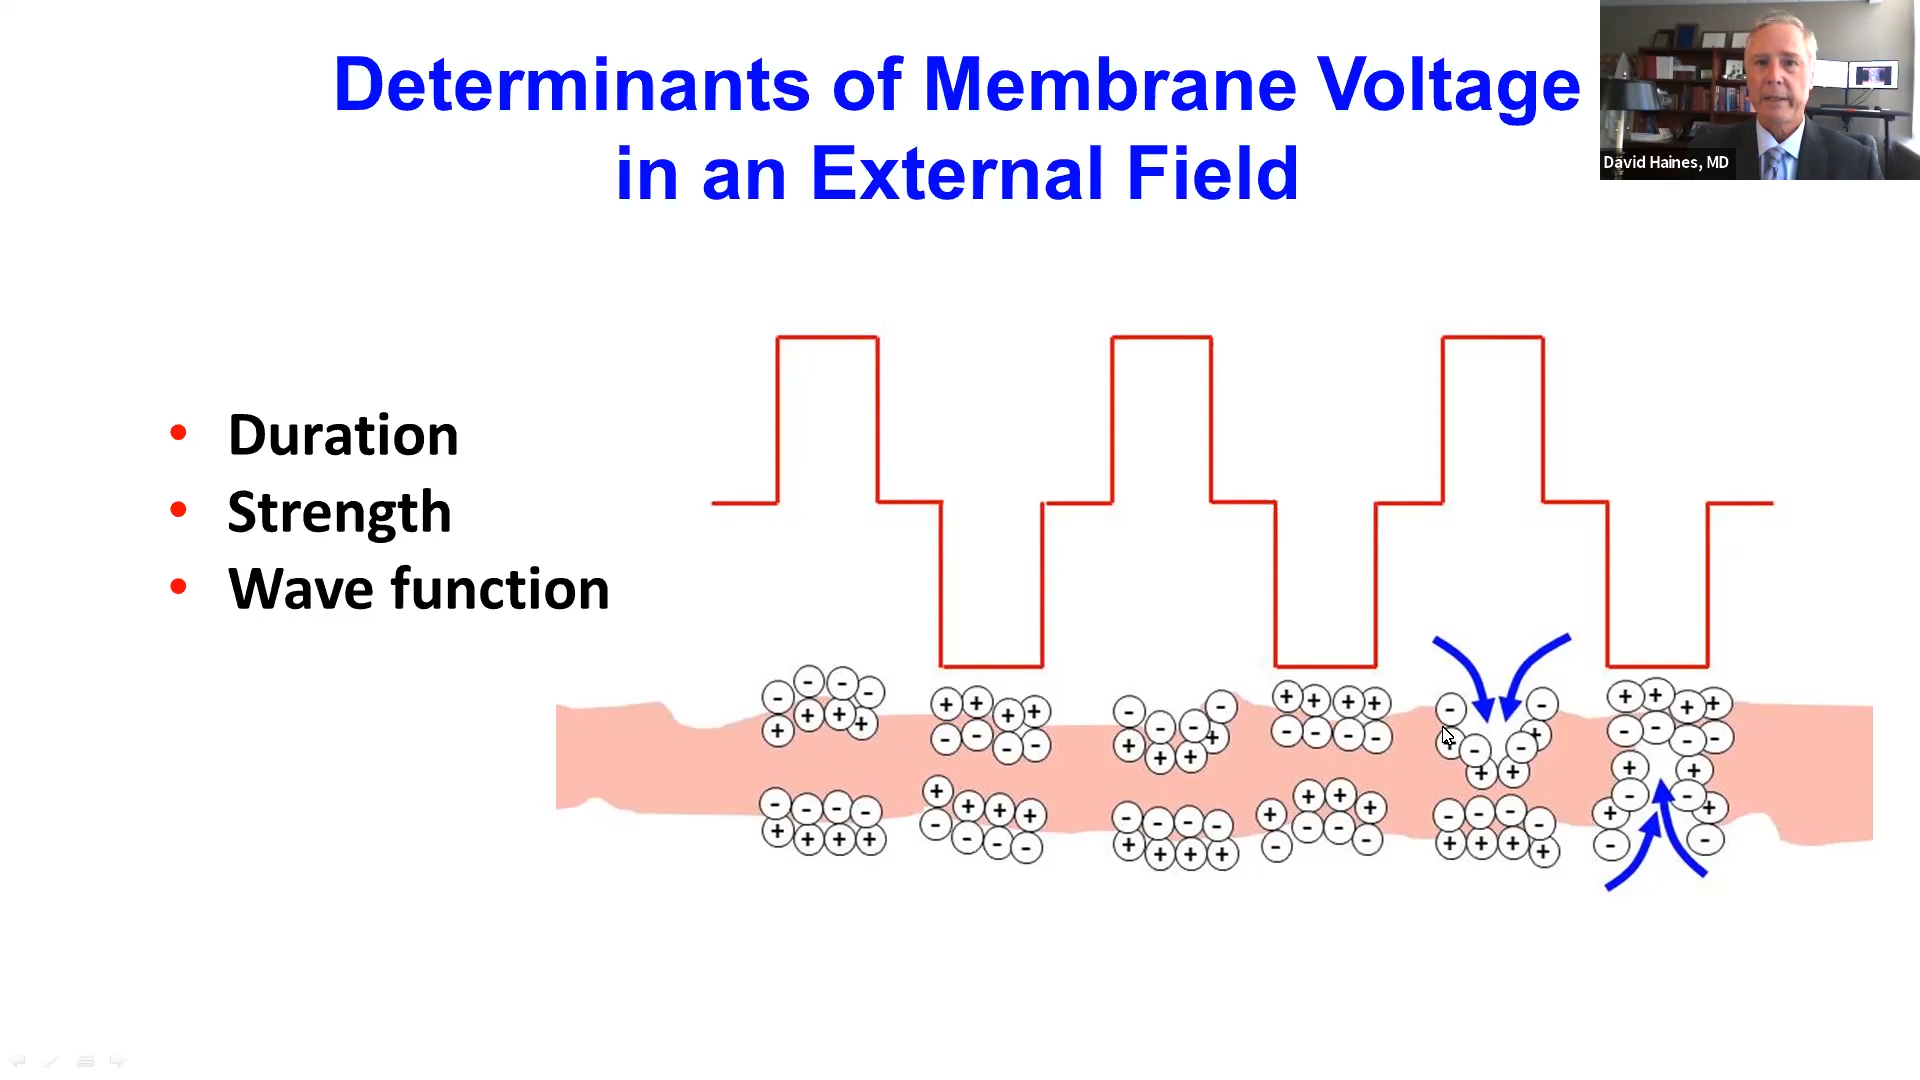 Determinants of Membrane Voltage
in an External Field
David Haines, MD
• Duration
• Strength
• Wave function
- - - -
+ + + +
+ + + +
- - - -
- - - -
+ + + +
+ + + +
- - - -
- - - -
+ + + +
+ + + +
- - - -
- - - -
+ + + +
+ + + +
- - - -
- - - -
+ + + +
+ + + +
- - - -
- - - -
+ + + +
+ + + +
- - - -